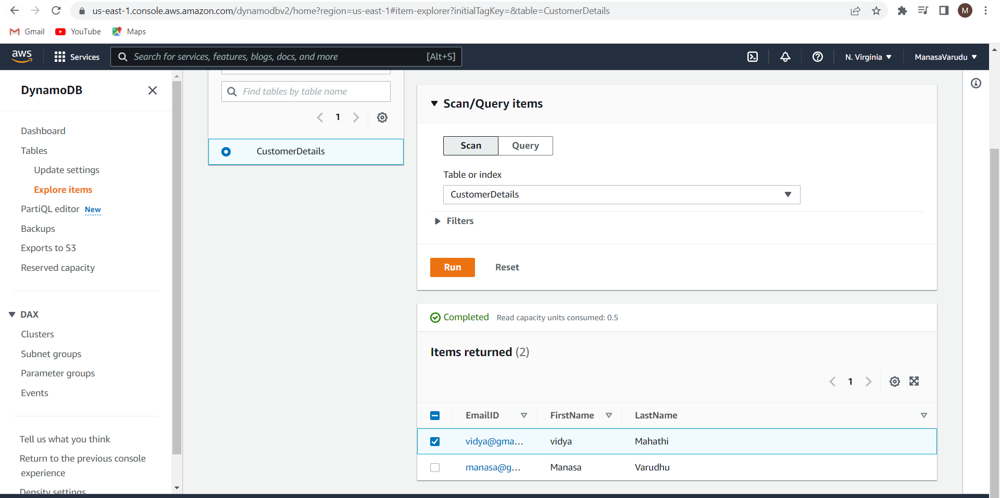 us-east-1.console.aws.amazon.com/dynamodbv2/home?region=us-east-1#item-explorer?initialTagKey=&table=CustomerDetails
M
Gmail YouTube Maps
aws Services Search for services, features, blogs, docs, and more [Alt+S] N. Virginia ManasaVarudu
DynamoDB
Dashboard
Tables
Update settings
Explore items
PartiQL editor New
Backups
Exports to S3
Reserved capacity
DAX
Clusters
Subnet groups
Parameter groups
Events
Tell us what you think
Return to the previous console
experience
Density settings
Find tables by table name
1
CustomerDetails
Scan/Query items
Scan Query
Table or index
CustomerDetails
Filters
Run Reset
Completed Read capacity units consumed: 0.5
Items returned (2)
1
EmailID FirstName LastName
vidya@gma... vidya Mahathi
manasa@g... Manasa Varudhu